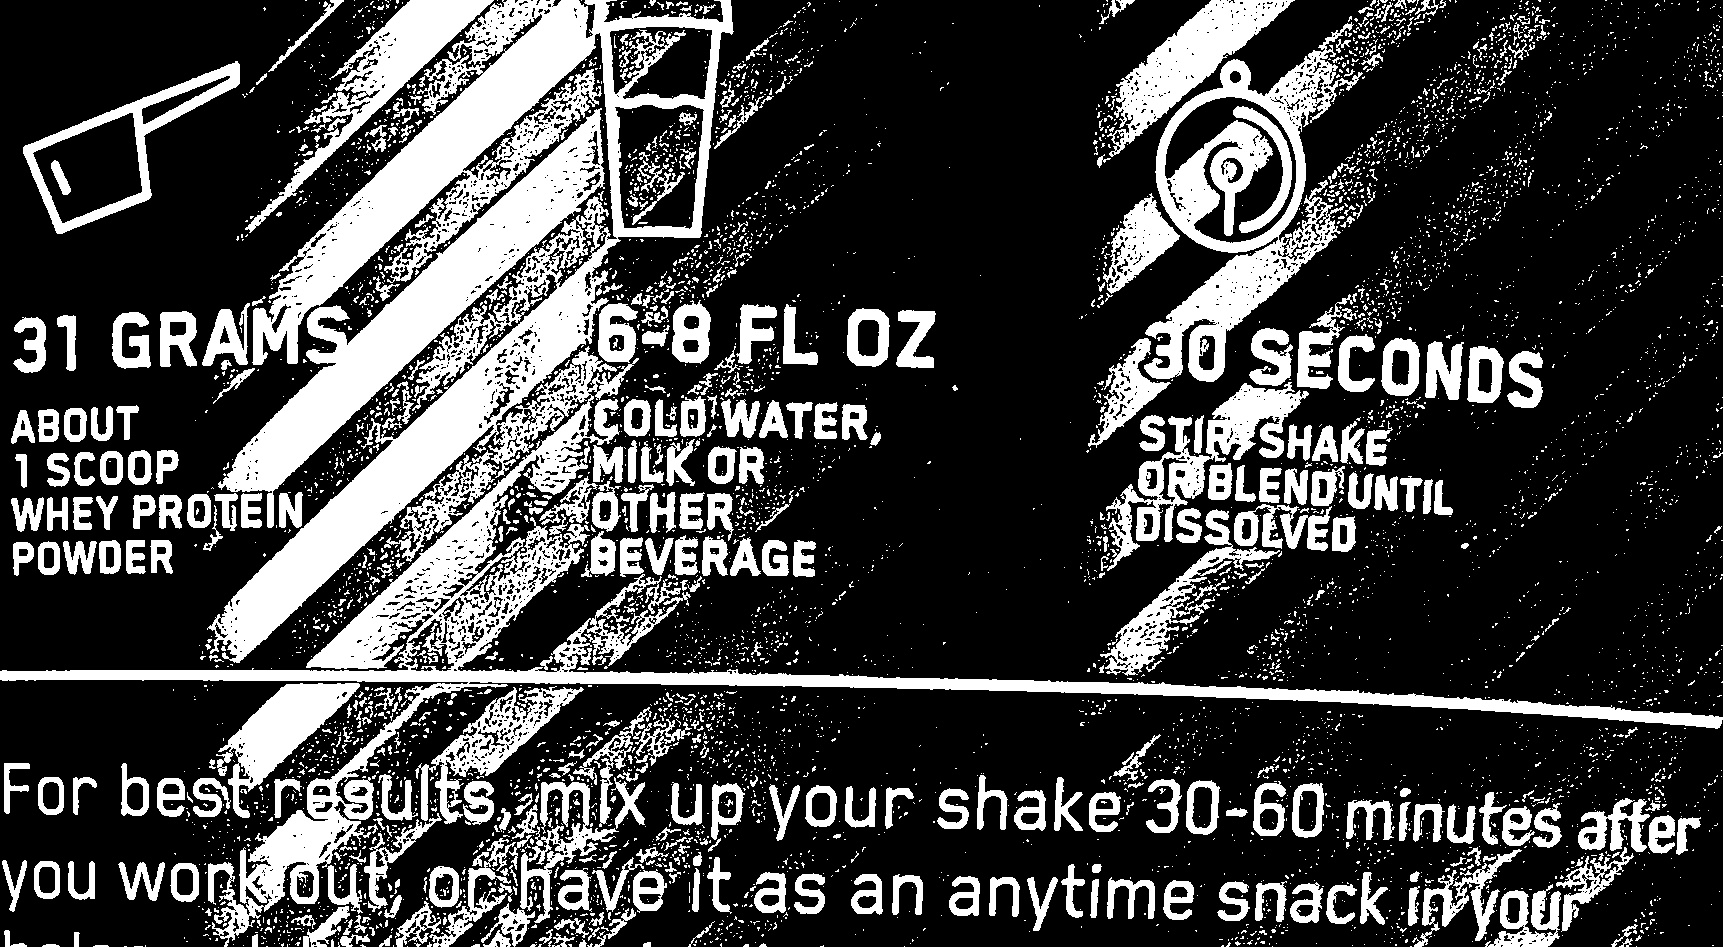 31 GRAMS
ABOUT
1 SCOOP
WHEY PROTEIN
POWDER
6-8 FL OZ
COLD WATER,
MILK OR
OTHER
BEVERAGE
30 SECONDS
STIR, SHAKE
OR BLEND UNTIL
DISSOLVED
For best results, mix up your shake 30-60 minutes after
you work out, or have it as an anytime snack in your